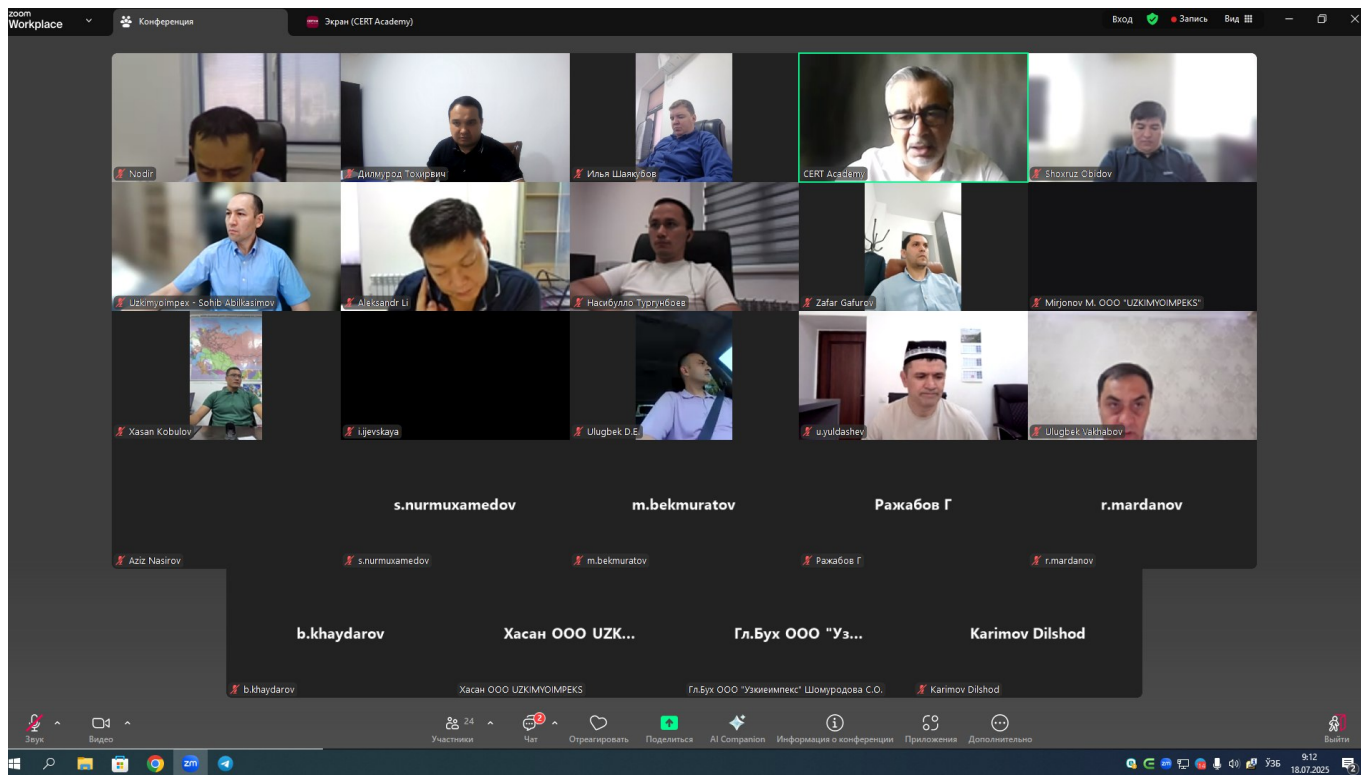 zoom
Workplace
Конференция
Экран (CERT Academy)
Вход
Запись
Вид
Nodir
Дилмурод Тохирвич
Илья Шаякубов
CERT Academy
Shoxruz Obidov
Uzkimyoimpex - Sohib Abilkasimov
Aleksandr Li
Насибулло Тургунбоев
Zafar Gafurov
Mirjonov M. OOO "UZKIMYOIMPEKS"
Xasan Kobulov
i.ijevskaya
Ulugbek D.E.
u.yuldashev
Ulugbek Vakhabov
s.nurmuxamedov
m.bekmuratov
Ражабов Г
r.mardanov
Aziz Nasirov
s.nurmuxamedov
m.bekmuratov
Ражабов Г
r.mardanov
b.khaydarov
Хасан ООО UZK...
Гл.Бух ООО "Уз...
Karimov Dilshod
b.khaydarov
Хасан ООО UZKIMYOIMPEKS
Гл.Бух ООО "Узкиеимпекс" Шомуродова С.О.
Karimov Dilshod
Звук
Видео
24
Участники
2
Чат
Отреагировать
Поделиться
AI Companion
Информация о конференции
Приложения
Дополнительно
Выйти
zm
ЎЗБ
9:12
18.07.2025
2